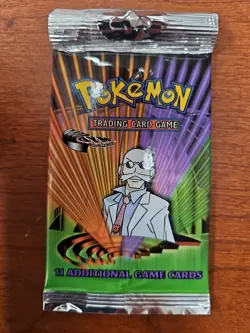 POKéMON
TRADING CARD GAME
11 ADDITIONAL GAME CARDS